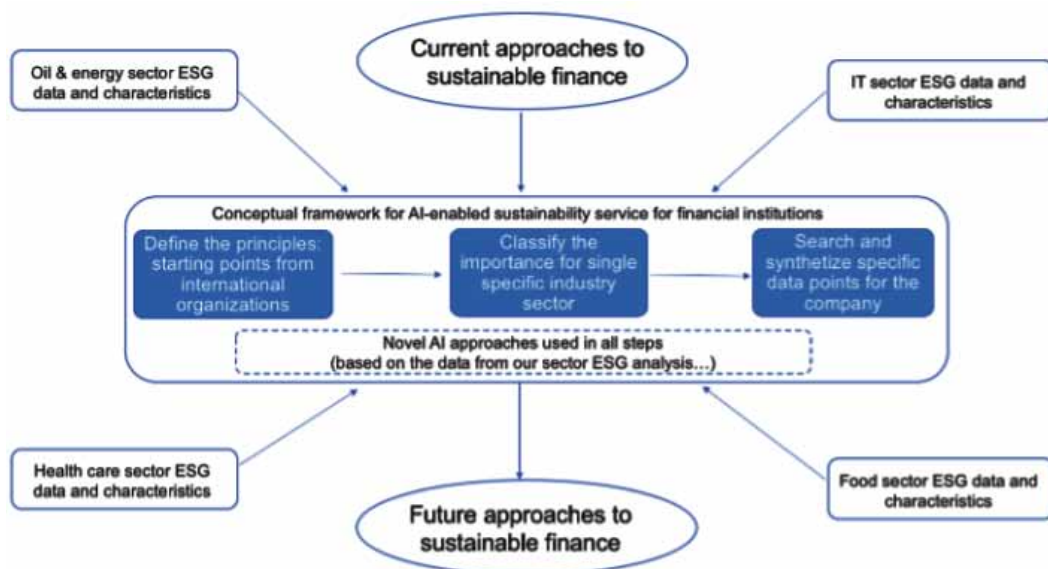 Current approaches to
sustainable finance
Oil & energy sector ESG
data and characteristics
IT sector ESG data and
characteristics
Conceptual framework for AI-enabled sustainability service for financial institutions
Define the principles:
starting points from
international
organizations
Classify the
importance for single
specific industry
sector
Search and
synthetize specific
data points for the
company
Novel AI approaches used in all steps
(based on the data from our sector ESG analysis...)
Health care sector ESG
data and characteristics
Food sector ESG data and
characteristics
Future approaches to
sustainable finance